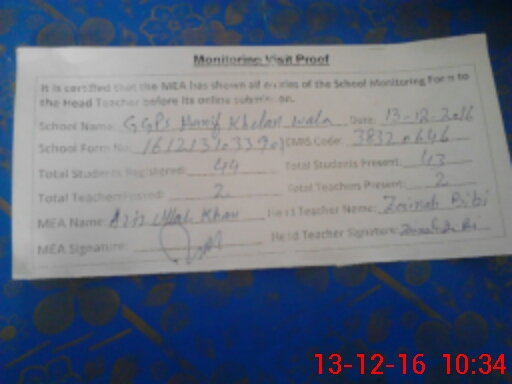 Monitoring Visit Proof
It is certified that the MEA has shown all entries of the School Monitoring Form to
the Head Teacher before its online submission.
School Name: GGPS Hanif Khelan wala Date: 13-12-2016
School Form No: EMIS Code: 38320646
Total Students Registered: 44 Total Students Present: 43
Total Teachers Posted: 2 Total Teachers Present: 2
MEA Name: Aziz Ullah Khan Head Teacher Name: Zainab Bibi
MEA Signature: Head Teacher Signature: Zainab Bi
13-12-16 10:34